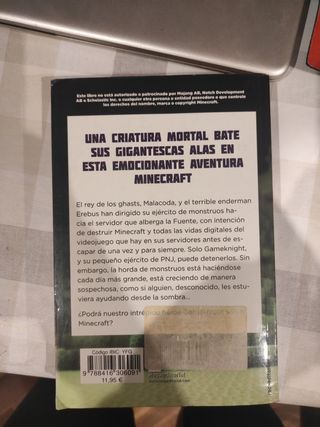 Este libro no está autorizado o patrocinado por Mojang AB, Notch Development
AB o Scholastic Inc. o cualquier otra persona o entidad poseedora o que controle
los derechos del nombre, marca o copyright Minecraft.
UNA CRIATURA MORTAL BATE
SUS GIGANTESCAS ALAS EN
ESTA EMOCIONANTE AVENTURA
MINECRAFT
El rey de los ghasts, Malacoda, y el terrible enderman
Erebus han dirigido su ejército de monstruos ha-
cia el servidor que alberga la Fuente, con intención
de destruir Minecraft y todas las vidas digitales del
videojuego que hay en sus servidores antes de es-
capar de una vez y para siempre. Solo Gameknight,
y su pequeño ejército de PNJ, puede detenerlos. Sin
embargo, la horda de monstruos está haciéndose
cada día más grande, está creciendo de manera
sospechosa, como si alguien, desconocido, les estu-
viera ayudando desde la sombra...
¿Podrá nuestro intrépido héroe
Minecraft?
Código IBIC: YFG
9 788416 306091
11,95 €